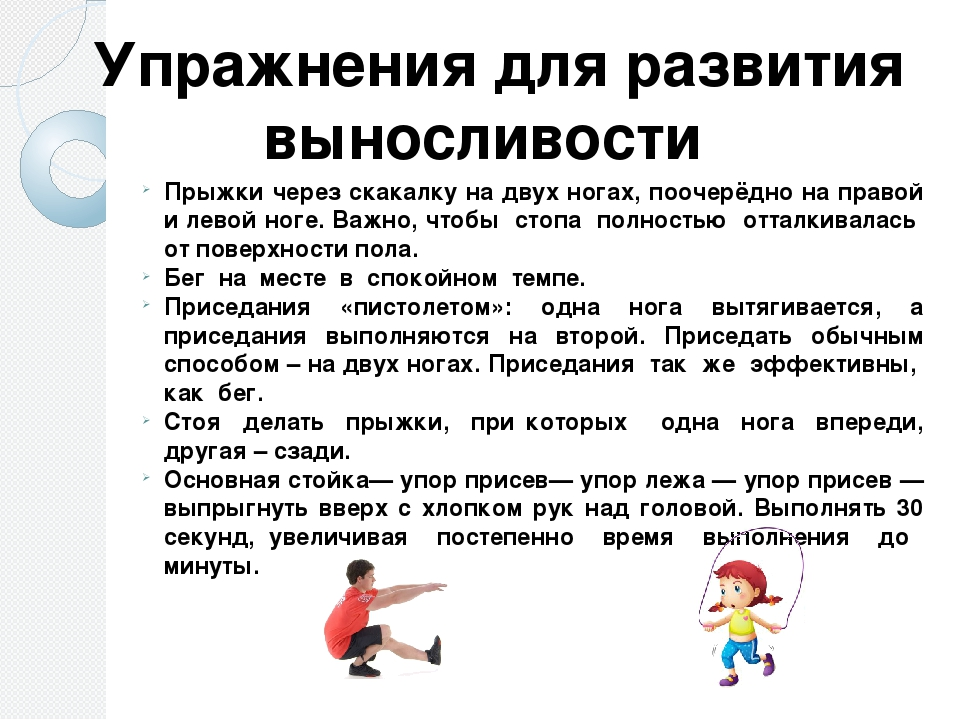 Упражнения для развития
выносливости
Прыжки через скакалку на двух ногах, поочерёдно на правой
и левой ноге. Важно, чтобы стопа полностью отталкивалась
от поверхности пола.
Бег на месте в спокойном темпе.
Приседания «пистолетом»: одна нога вытягивается, а
приседания выполняются на второй. Приседать обычным
способом – на двух ногах. Приседания так же эффективны,
как бег.
Стоя делать прыжки, при которых одна нога впереди,
другая – сзади.
Основная стойка— упор присев— упор лежа — упор присев —
выпрыгнуть вверх с хлопком рук над головой. Выполнять 30
секунд, увеличивая постепенно время выполнения до
минуты.